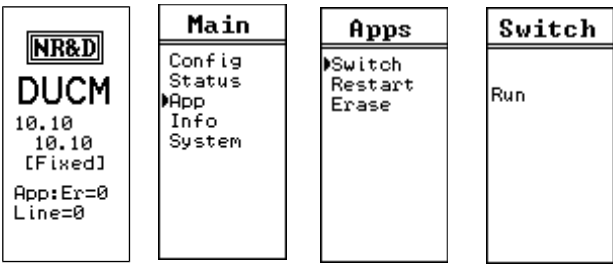 NR&D
DUCM
10.10
10.10
[Fixed]
App:Er=0
Line=0
Main
Config
Status
App
Info
System
Apps
Switch
Restart
Erase
Switch
Run